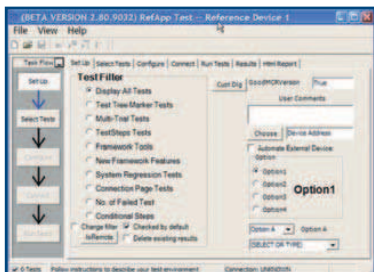 (BETA VERSION 2.80.9032) RefApp Test -- Reference Device 1
File View Help
Task Flow
Set Up Select Tests Configure Connect Run Tests Results Html Report
Set Up
Select Tests
Configure
Connect
Test Filter
Display All Tests
Test Tree Marker Tests
Multi-Trial Tests
TestSteps Tests
Framework Tools
New Framework Features
System Regression Tests
Connection Page Tests
No. of Failed Test
Conditional Steps
Change filter Checked by default
IsRemote Delete existing results
Cust Dlg True
User Comments
Choose Device Address
Automate External Device
Option
Option1
Option2
Option3
Option4
Option1
Option A Option A
(SELECT OR TYPE)
0 Tests Follow instructions to describe your test environment Connection: UNKNOWN